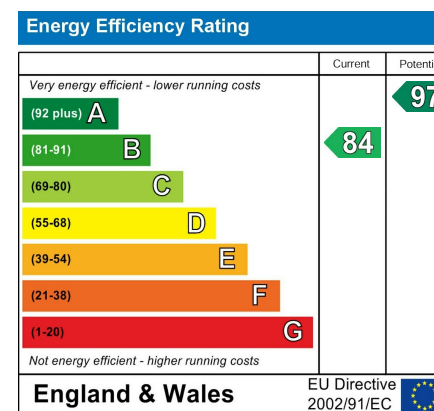 Energy Efficiency Rating
Current Potenti
Very energy efficient - lower running costs
(92 plus) A
97
(81-91) B
84
(69-80) C
(55-68) D
(39-54) E
(21-38) F
(1-20) G
Not energy efficient - higher running costs
England & Wales
EU Directive
2002/91/EC